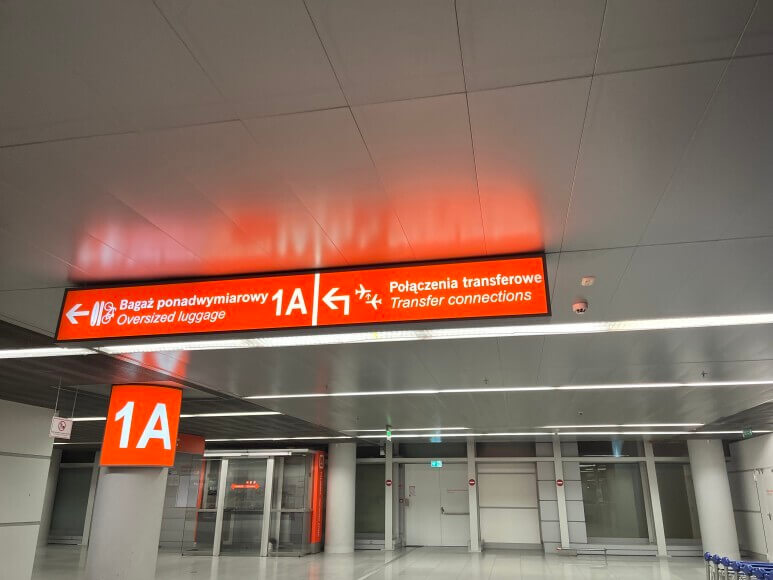 Bagaż ponadwymiarowy
Oversized luggage
1A
Połączenia transferowe
Transfer connections
1A